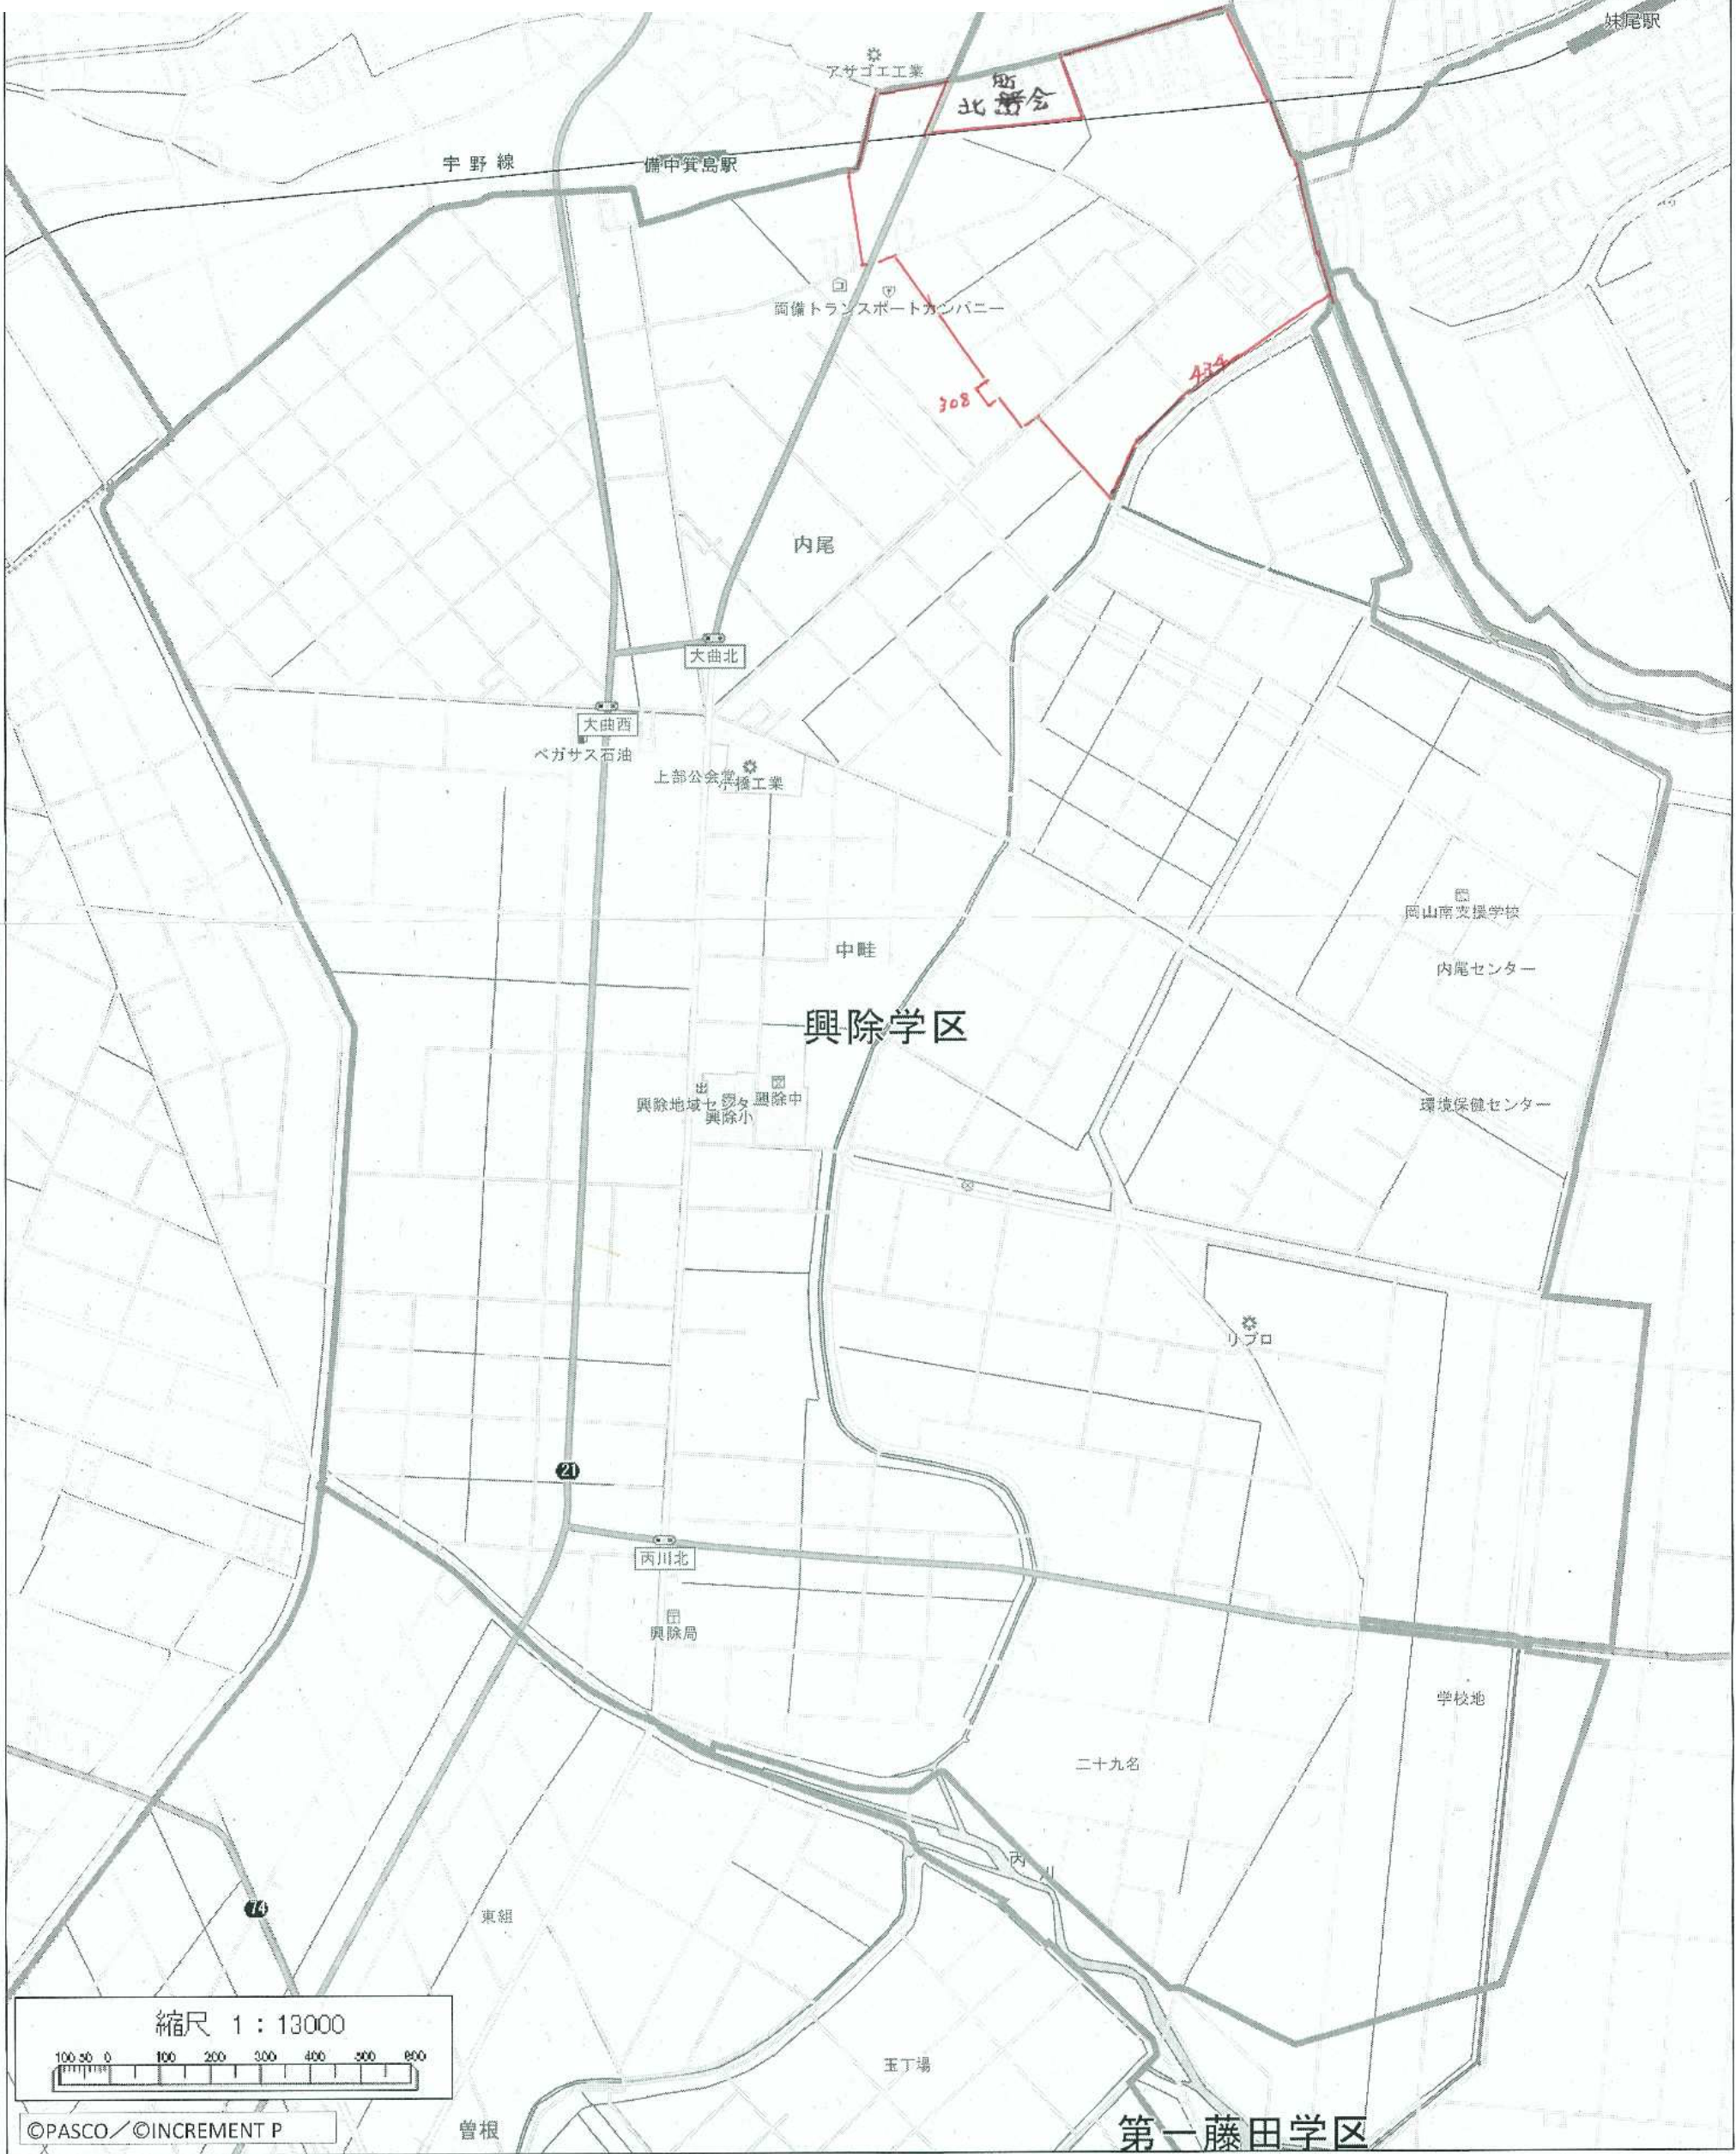 妹尾駅
アサゴエ工業
町
北 会
宇野線
備中箕島駅
両備トランスポートカンパニー
434
308
内尾
大曲北
大曲西
ペガサス石油
上部公会堂
小橋工業
岡山南支援学校
内尾センター
中畦
興除学区
興除地域センター
興除中
興除小
環境保健センター
リプロ
21
丙川北
興除局
学校地
二十九名
丙川
74
東組
縮尺 1:13000
100 50 0 100 200 300 400 500 600
玉丁場
©PASCO/©INCREMENT P
曽根
第一藤田学区